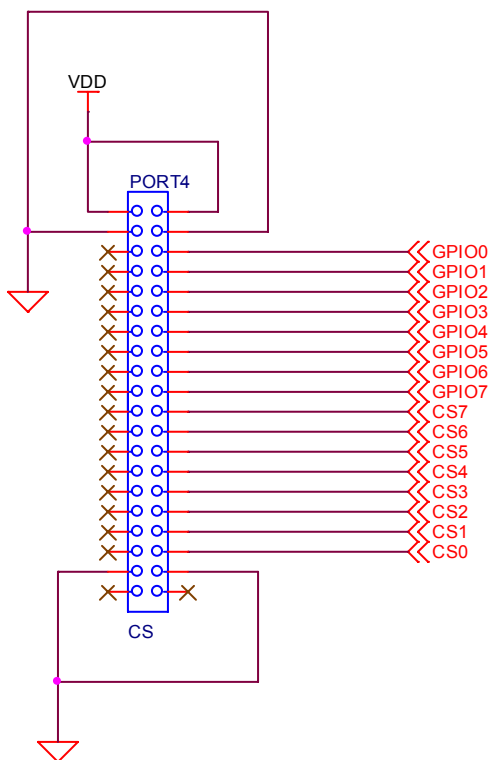 VDD
PORT4
GPIO0
GPIO1
GPIO2
GPIO3
GPIO4
GPIO5
GPIO6
GPIO7
CS7
CS6
CS5
CS4
CS3
CS2
CS1
CS0
CS